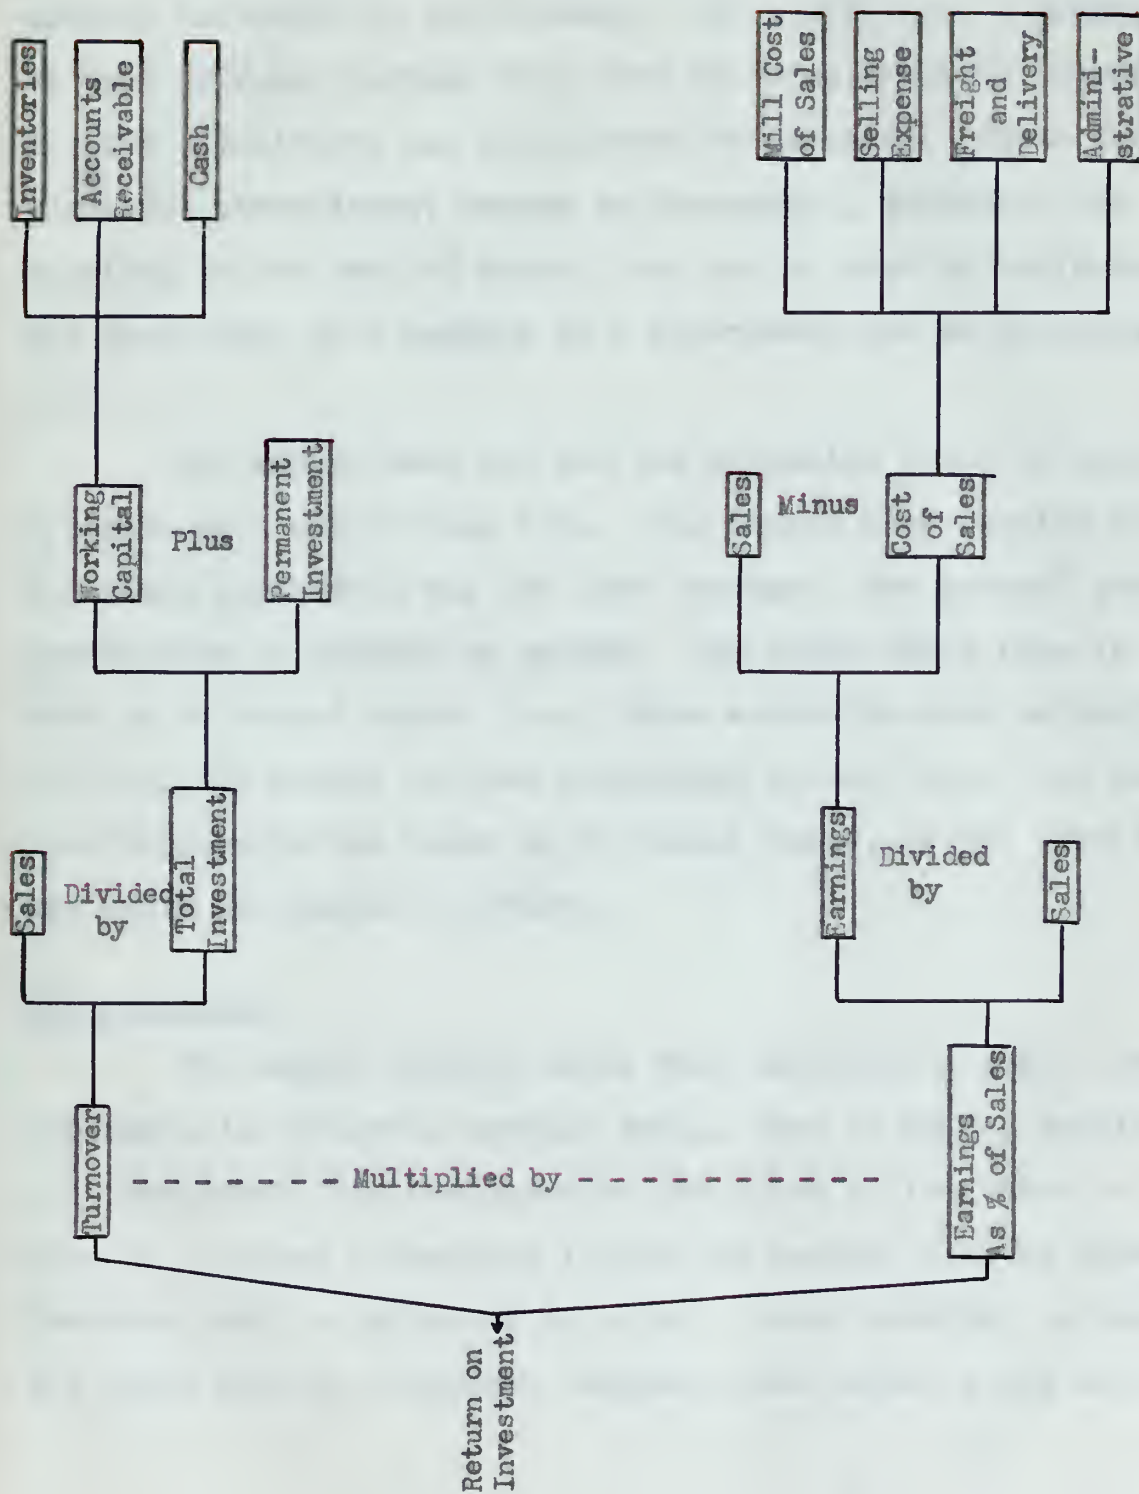 Inventories
Accounts
Receivable
Cash
Mill Cost
of Sales
Selling
Expense
Freight
and
Delivery
Admini-
strative
Working
Capital
Plus
Permanent
Investment
Sales
Minus
Cost
of
Sales
Sales
Divided
by
Total
Investment
Earnings
Divided
by
Sales
Turnover
Multiplied by
Earnings
As % of Sales
Return on
Investment